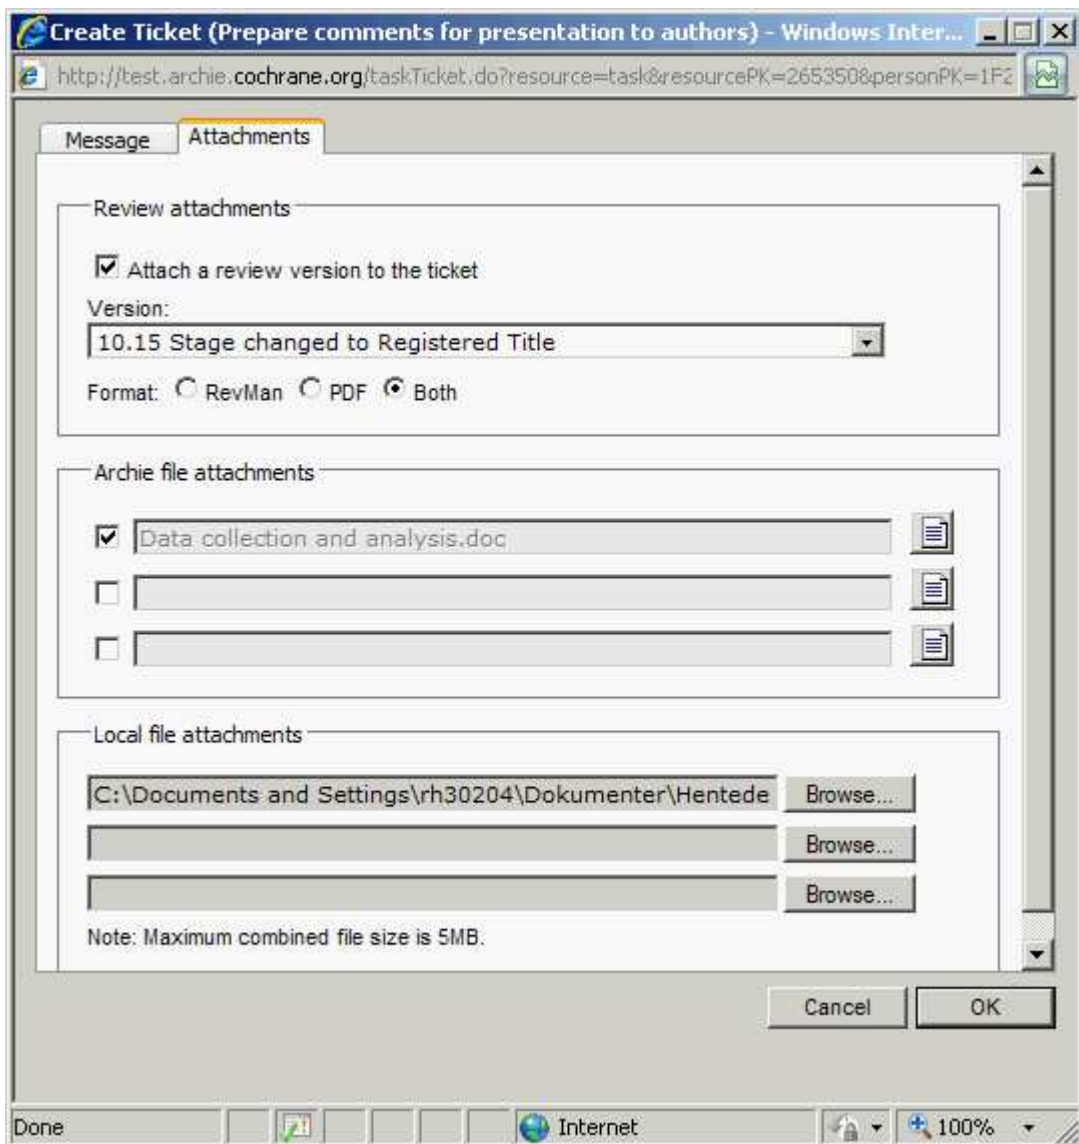 Create Ticket (Prepare comments for presentation to authors) - Windows Inter...
http://test.archie.cochrane.org/taskTicket.do?resource=task&resourcePK=265350&personPK=1F2
Message Attachments
Review attachments
Attach a review version to the ticket
Version:
10.15 Stage changed to Registered Title
Format: RevMan PDF Both
Archie file attachments
Data collection and analysis.doc
Local file attachments
C:\Documents and Settings\rh30204\Dokumenter\Hentede Browse...
Browse...
Browse...
Note: Maximum combined file size is 5MB.
Cancel OK
Done Internet 100%